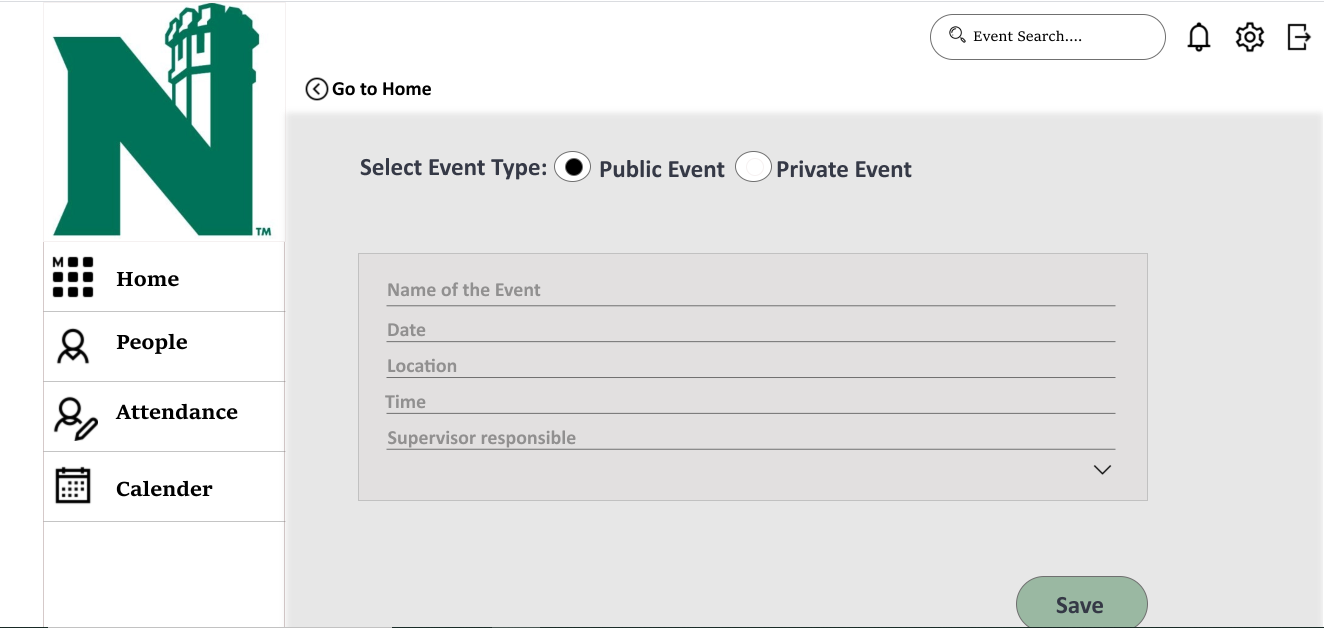 N
TM
Event Search....
Go to Home
Select Event Type: Public Event Private Event
M
Home
People
Attendance
Calender
Name of the Event
Date
Location
Time
Supervisor responsible
Save